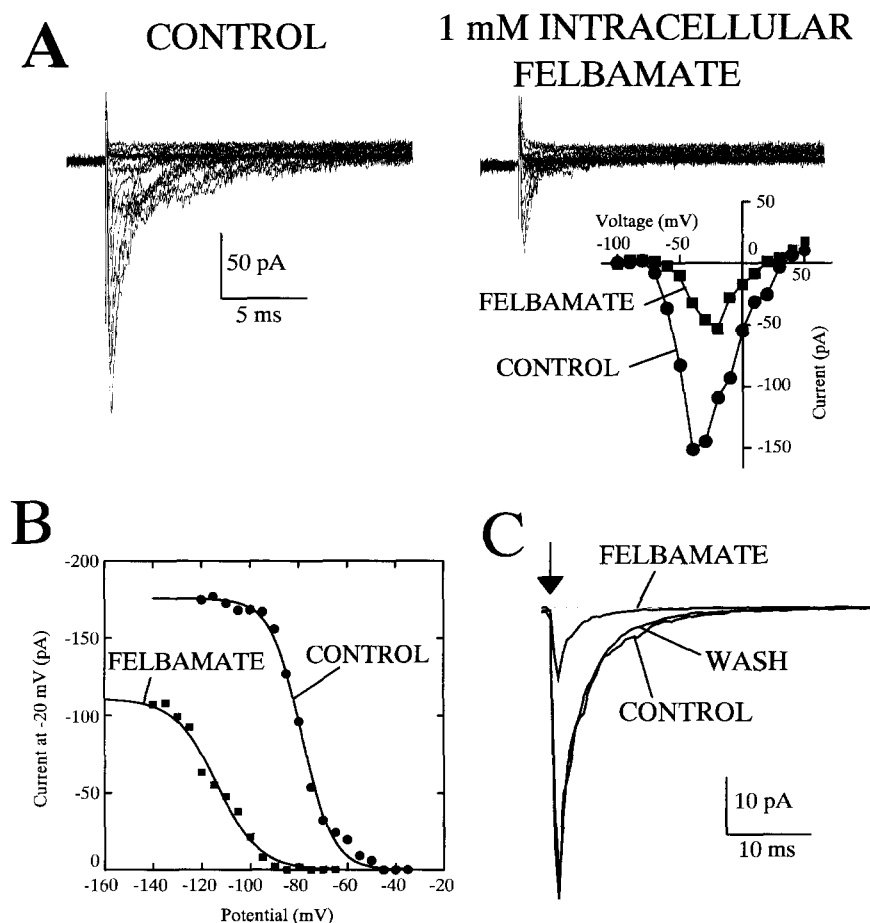 A
CONTROL
1 mM INTRACELLULAR
FELBAMATE
50 pA
5 ms
50
Voltage (mV)
-100
-50
0
50
FELBAMATE
CONTROL
-50
-100
-150
Current (pA)
B
-200
-150
-100
-50
0
Current at -20 mV (pA)
FELBAMATE
CONTROL
-160
-140
-120
-100
-80
-60
-40
-20
Potential (mV)
C
FELBAMATE
WASH
CONTROL
10 pA
10 ms